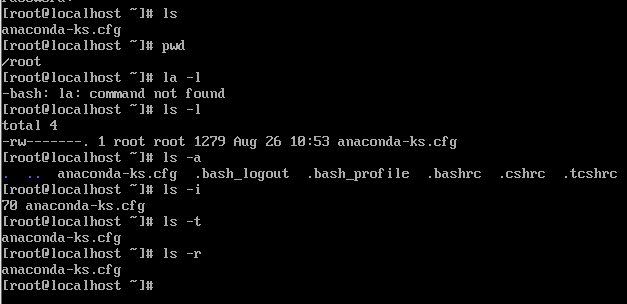 [root@localhost ~]# ls
anaconda-ks.cfg
[root@localhost ~]# pwd
/root
[root@localhost ~]# la -l
-bash: la: command not found
[root@localhost ~]# ls -l
total 4
-rw-------. 1 root root 1279 Aug 26 10:53 anaconda-ks.cfg
[root@localhost ~]# ls -a
.  ..  anaconda-ks.cfg  .bash_logout  .bash_profile  .bashrc  .cshrc  .tcshrc
[root@localhost ~]# ls -i
70 anaconda-ks.cfg
[root@localhost ~]# ls -t
anaconda-ks.cfg
[root@localhost ~]# ls -r
anaconda-ks.cfg
[root@localhost ~]#